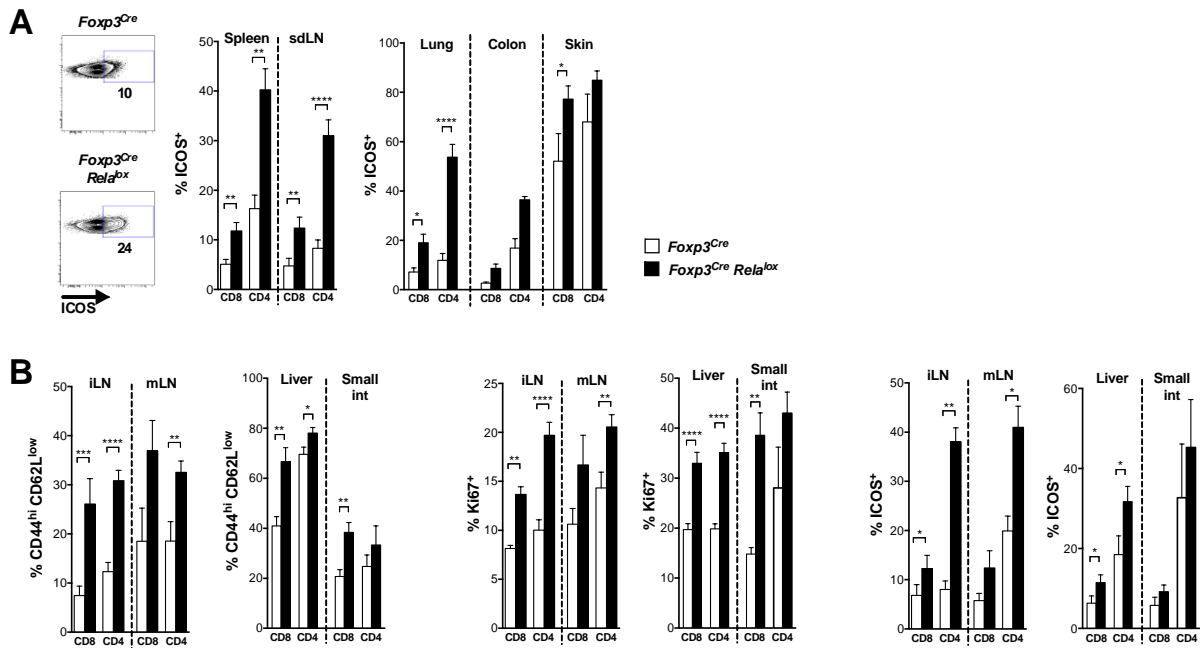 A
Foxp3Cre
10
Foxp3Cre
Relalox
24
ICOS
% ICOS+
50
40
30
20
10
0
Spleen
sdLN
**
**
**
****
CD8 CD4 CD8 CD4
% ICOS+
100
80
60
40
20
0
Lung
Colon
Skin
*
****
*
CD8 CD4 CD8 CD4 CD8 CD4
Foxp3Cre
Foxp3Cre Relalox
B
% CD44hi CD62Llow
50
40
30
20
10
0
iLN
mLN
***
****
**
CD8 CD4 CD8 CD4
% CD44hi CD62Llow
100
80
60
40
20
0
Liver
Small
int
**
*
**
CD8 CD4 CD8 CD4
% Ki67+
25
20
15
10
5
0
iLN
mLN
**
****
**
CD8 CD4 CD8 CD4
% Ki67+
50
40
30
20
10
0
Liver
Small
int
****
****
**
CD8 CD4 CD8 CD4
% ICOS+
50
40
30
20
10
0
iLN
mLN
*
**
*
CD8 CD4 CD8 CD4
% ICOS+
60
40
20
0
Liver
Small
int
*
*
CD8 CD4 CD8 CD4